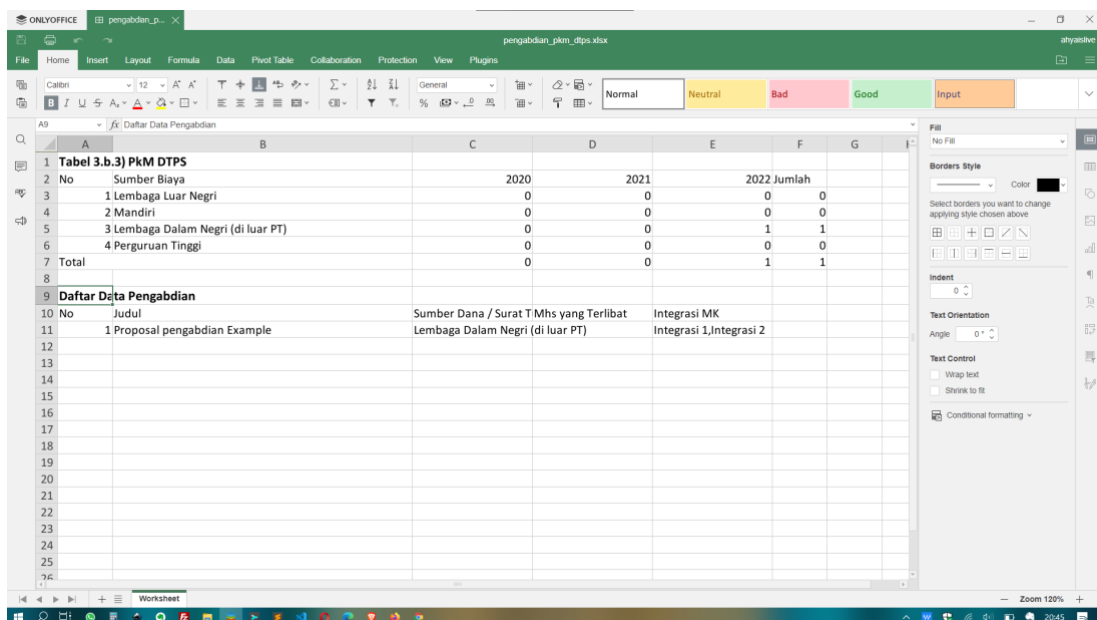 ONLYOFFICE pengabdian_p...
pengabdian_pkm_dtps.xlsx ahyaislive
File Home Insert Layout Formula Data Pivot Table Collaboration Protection View Plugins
Calibri 12 General Normal Neutral Bad Good Input
A9 fx Daftar Data Pengabdian
A B C D E F G H
1 Tabel 3.b.3) PkM DTPS
2 No Sumber Biaya 2020 2021 2022 Jumlah
3 1 Lembaga Luar Negri 0 0 0 0
4 2 Mandiri 0 0 0 0
5 3 Lembaga Dalam Negri (di luar PT) 0 0 1 1
6 4 Perguruan Tinggi 0 0 0 0
7 Total 0 0 1 1
8
9 Daftar Data Pengabdian
10 No Judul Sumber Dana / Surat T Mhs yang Terlibat Integrasi MK
11 1 Proposal pengabdian Example Lembaga Dalam Negri (di luar PT) Integrasi 1,Integrasi 2
12
13
14
15
16
17
18
19
20
21
22
23
24
25
26
Fill
No Fill
Borders Style
Color
Select borders you want to change
applying style chosen above
Indent
0
Text Orientation
Angle 0 °
Text Control
Wrap text
Shrink to fit
Conditional formatting
Worksheet
Zoom 120%
20:45